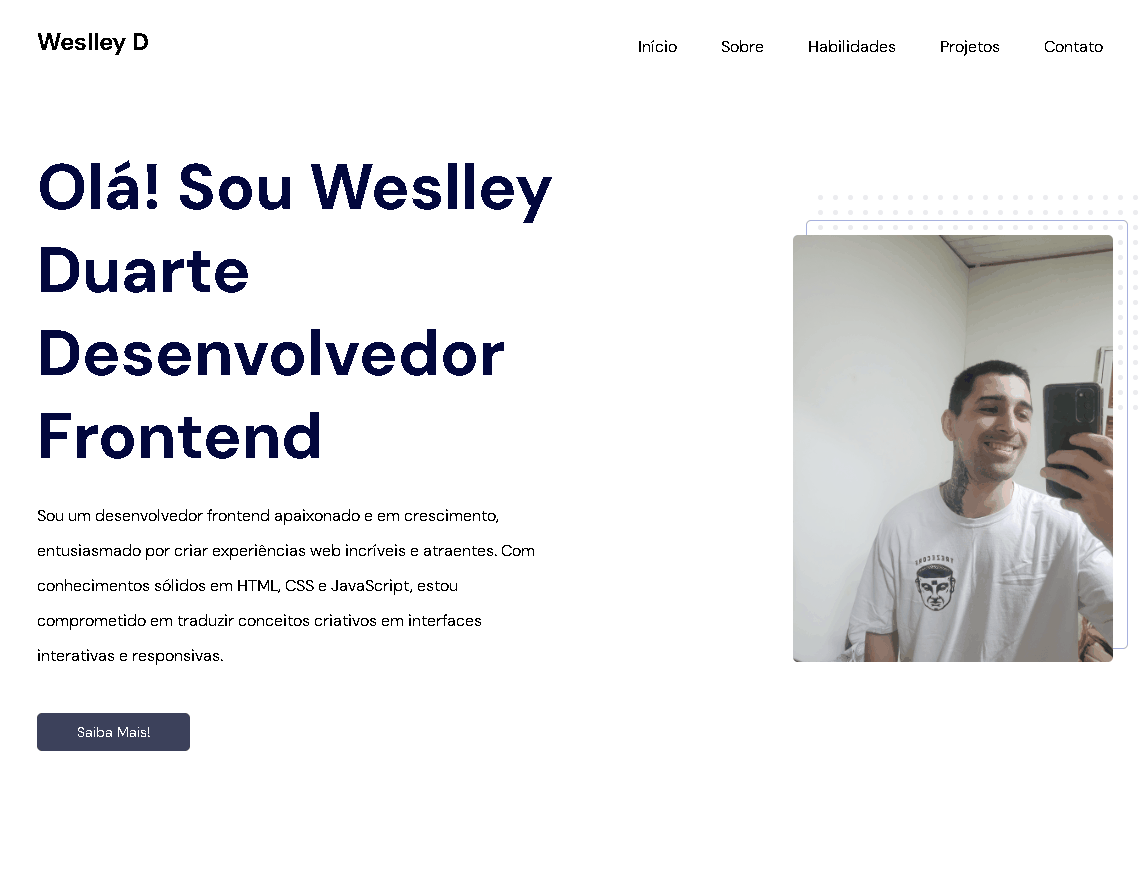 Weslley D
Início Sobre Habilidades Projetos Contato
Olá! Sou Weslley
Duarte
Desenvolvedor
Frontend
Sou um desenvolvedor frontend apaixonado e em crescimento,
entusiasmado por criar experiências web incríveis e atraentes. Com
conhecimentos sólidos em HTML, CSS e JavaScript, estou
comprometido em traduzir conceitos criativos em interfaces
interativas e responsivas.
Saiba Mais!